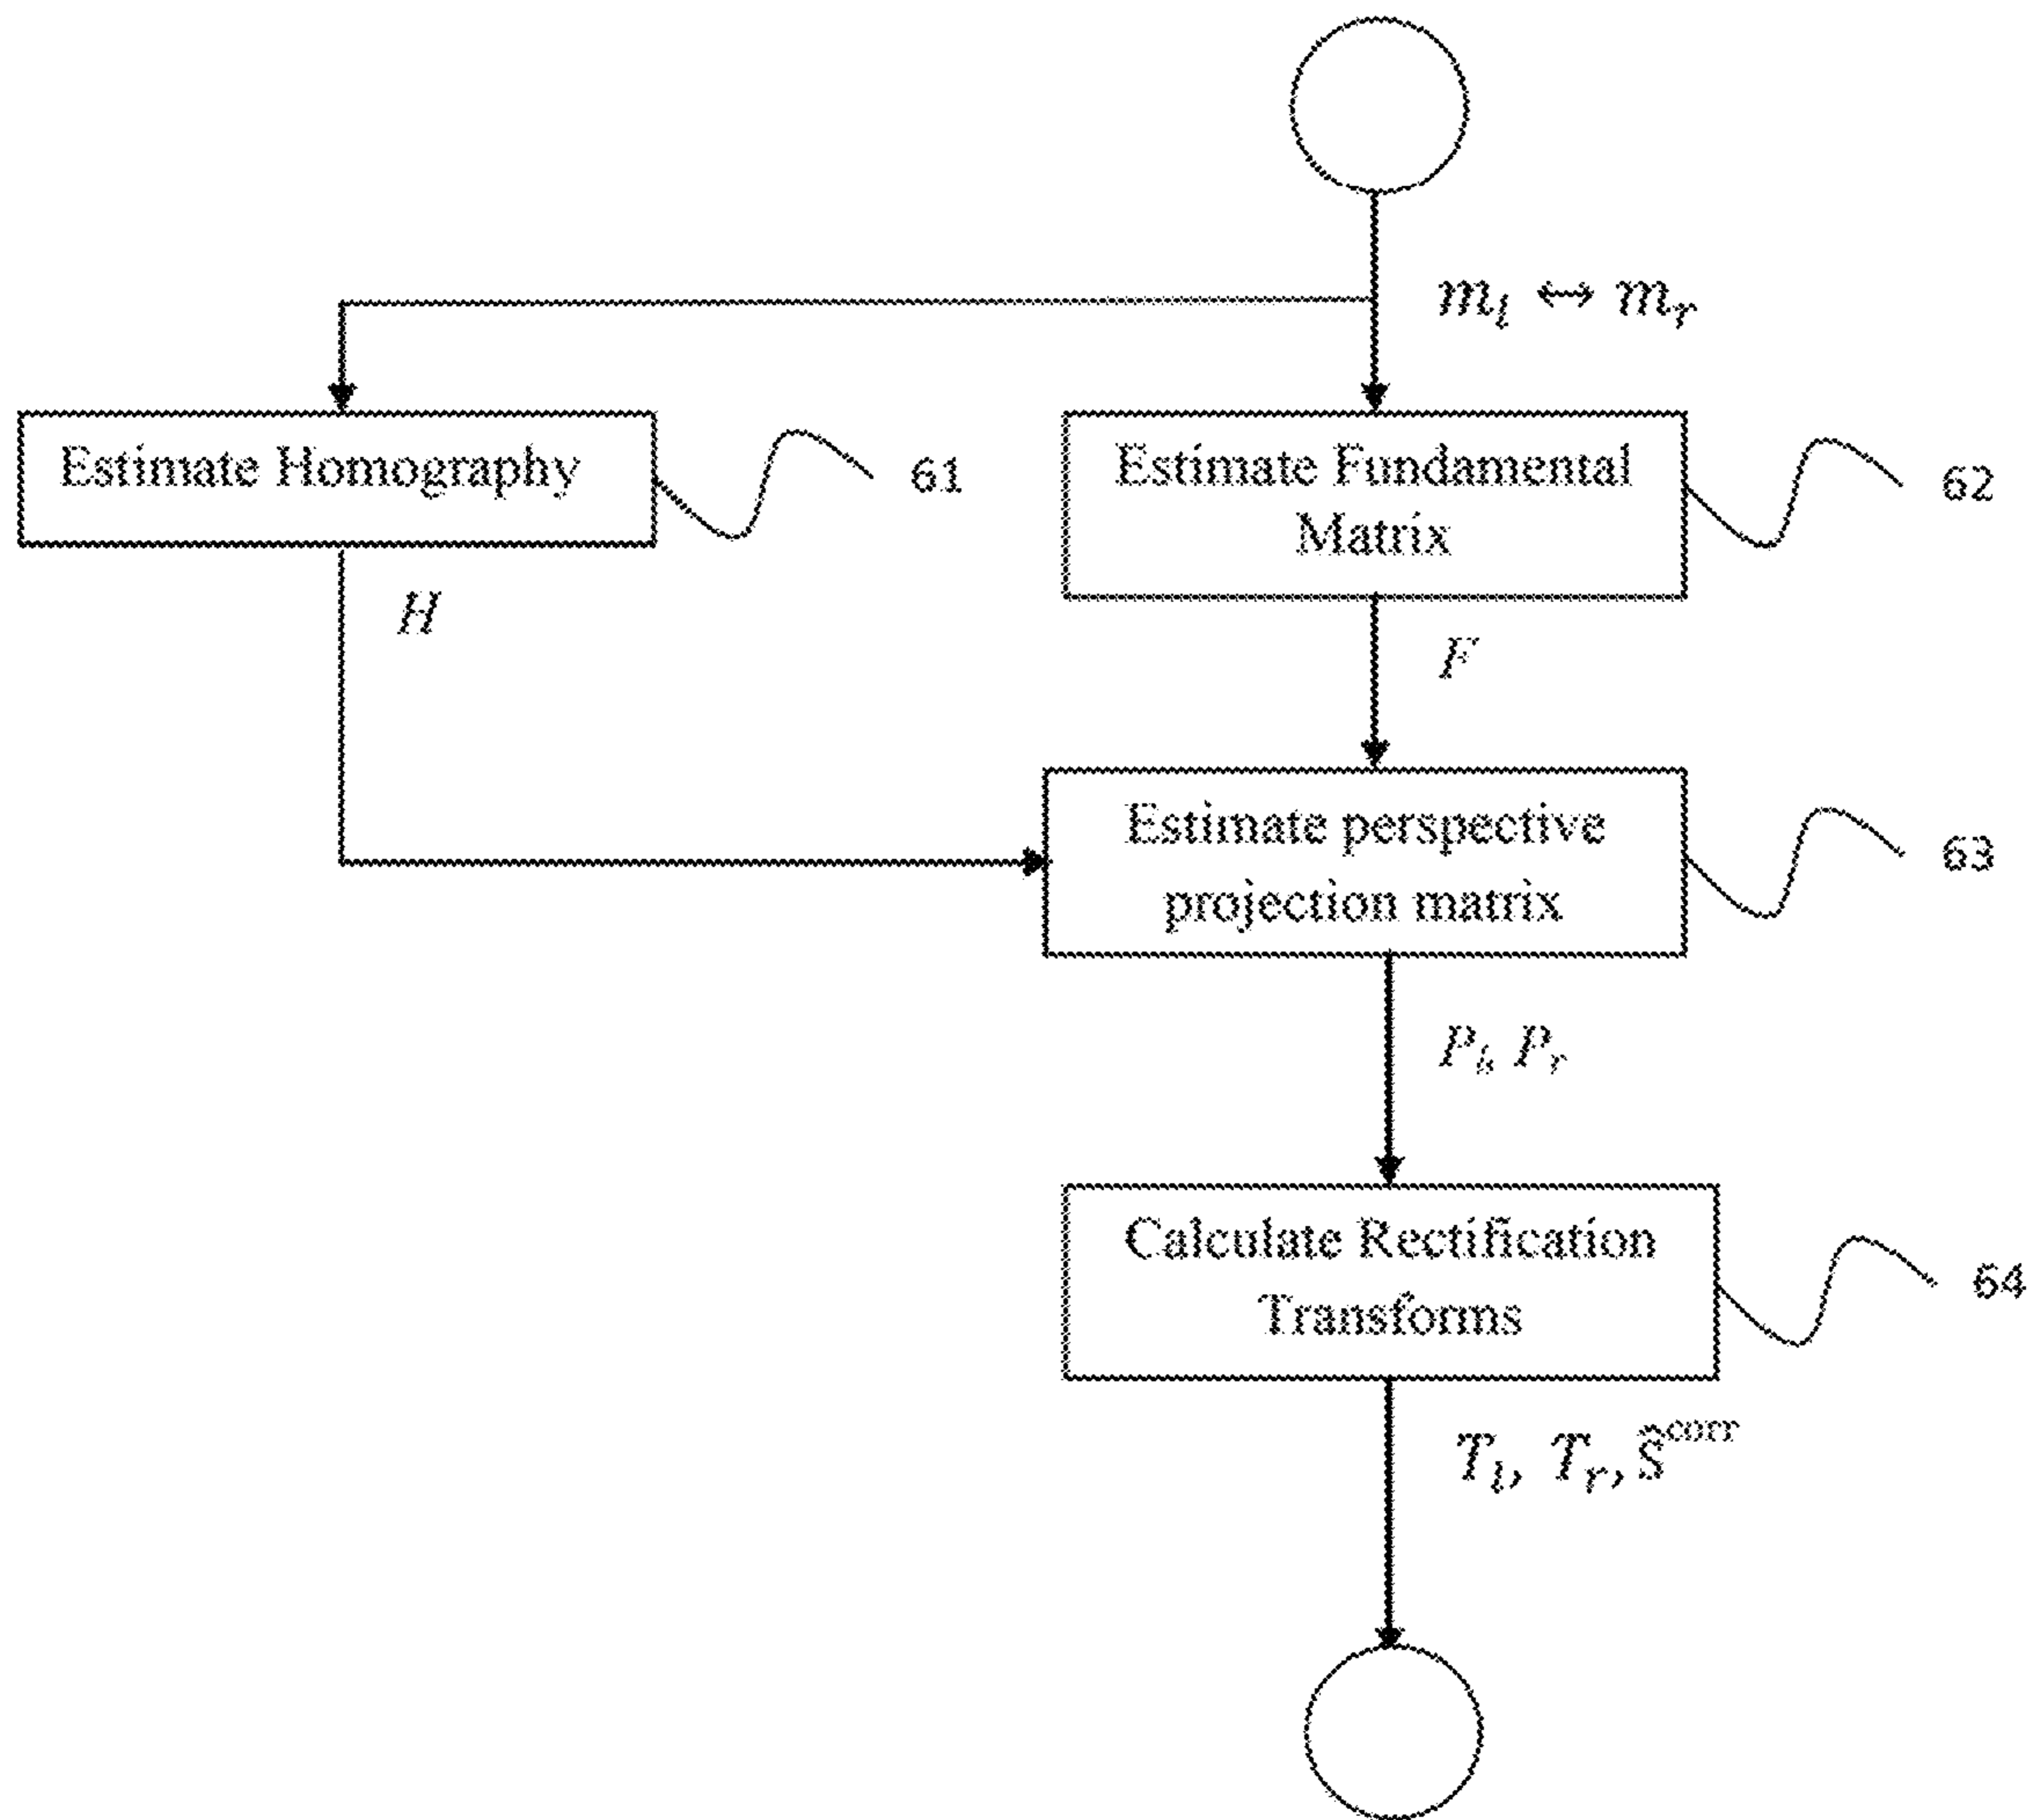 m_l ↔ m_r
Estimate Homography
61
Estimate Fundamental
Matrix
62
H
F
Estimate perspective
projection matrix
63
P_l, P_r
Calculate Rectification
Transforms
64
T_l, T_r, ŝ^corr